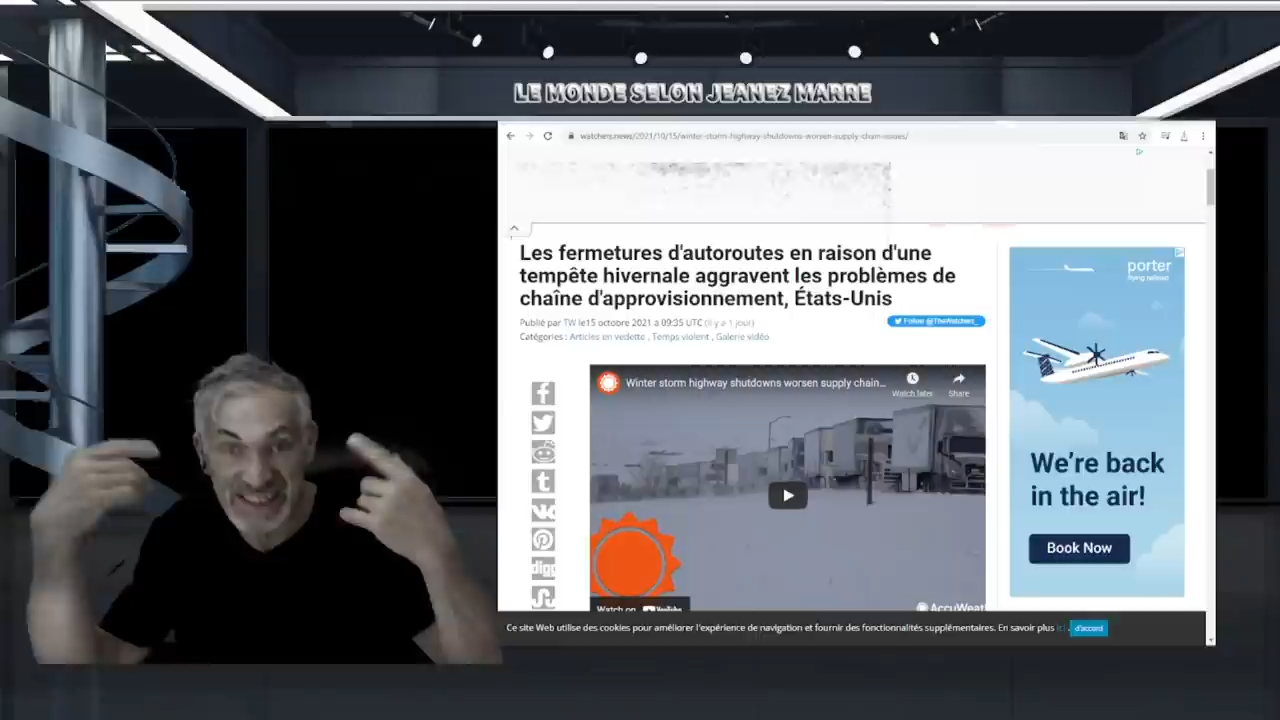 LE MONDE SELON JEANEZ MARRE
watchers.news/2021/10/15/winter-storm-highway-shutdowns-worsen-supply-chain-issues/
Les fermetures d'autoroutes en raison d'une
tempête hivernale aggravent les problèmes de
chaîne d'approvisionnement, États-Unis
Publié par TW le15 octobre 2021 à 09:35 UTC (il y a 1 jour)
Follow @TheWatchers_
Catégories : Articles en vedette , Temps violent , Galerie vidéo
Winter storm highway shutdowns worsen supply chain...
Watch later
Share
digg
Watch on YouTube
AccuWeath
porter
flying refined
We're back
in the air!
Book Now
Ce site Web utilise des cookies pour améliorer l'expérience de navigation et fournir des fonctionnalités supplémentaires. En savoir plus ici . d'accord